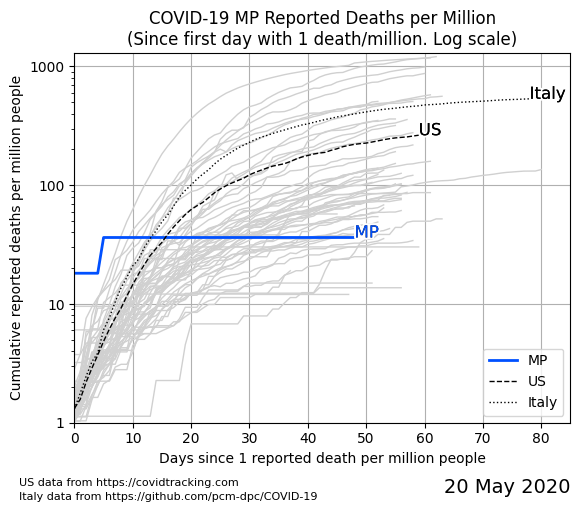 COVID-19 MP Reported Deaths per Million
(Since first day with 1 death/million. Log scale)
Cumulative reported deaths per million people
1000
100
10
1
Italy
US
MP
MP
US
Italy
0 10 20 30 40 50 60 70 80
Days since 1 reported death per million people
US data from https://covidtracking.com
Italy data from https://github.com/pcm-dpc/COVID-19
20 May 2020